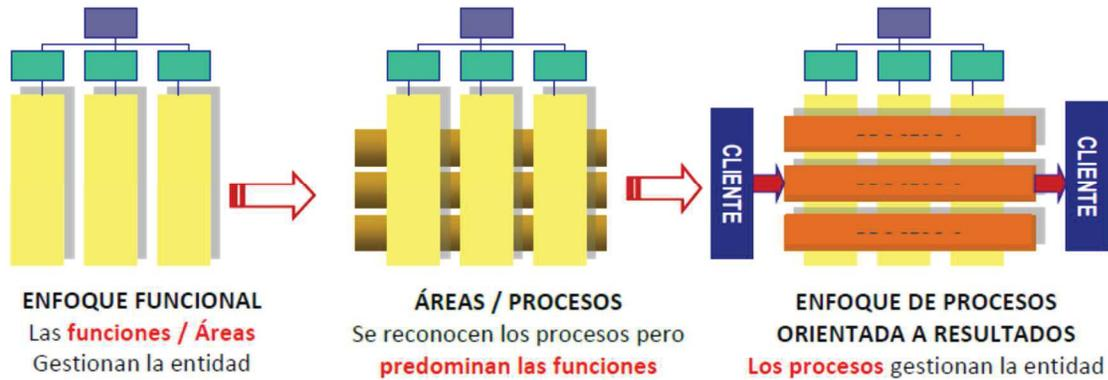 CLIENTE
CLIENTE
ENFOQUE FUNCIONAL
Las funciones / Áreas
Gestionan la entidad
ÁREAS / PROCESOS
Se reconocen los procesos pero
predominan las funciones
ENFOQUE DE PROCESOS
ORIENTADA A RESULTADOS
Los procesos gestionan la entidad